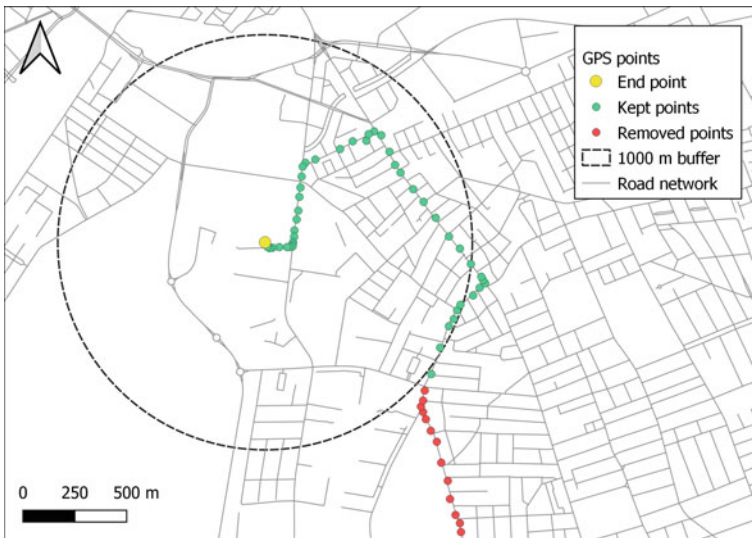 GPS points
End point
Kept points
Removed points
1000 m buffer
Road network
0 250 500 m